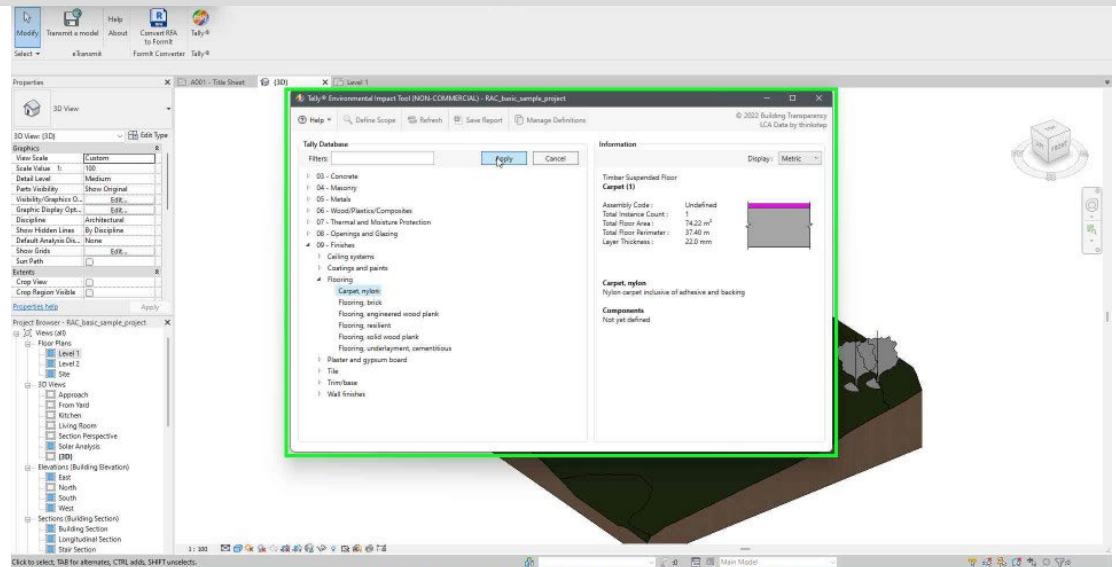 Modify
Transmit a model
Help
About
Convert RFA to FormIt
Tally®
Select
eTransmit
FormIt Converter
Tally®
Properties
A001 - Title Sheet
{3D}
Level 1
3D View
3D View: {3D}
Edit Type
Graphics
View Scale
Custom
Scale Value 1:
100
Detail Level
Medium
Parts Visibility
Show Original
Visibility/Graphics O...
Edit...
Graphic Display Opt...
Edit...
Discipline
Architectural
Show Hidden Lines
By Discipline
Default Analysis Dis...
None
Show Grids
Edit...
Sun Path
Extents
Crop View
Crop Region Visible
Properties help
Apply
Project Browser - RAC_basic_sample_project
Views (all)
Floor Plans
Level 1
Level 2
Site
3D Views
Approach
From Yard
Kitchen
Living Room
Section Perspective
Solar Analysis
{3D}
Elevations (Building Elevation)
East
North
South
West
Sections (Building Section)
Building Section
Longitudinal Section
Stair Section
Tally® Environmental Impact Tool (NON-COMMERCIAL) - RAC_basic_sample_project
Help
Define Scope
Refresh
Save Report
Manage Definitions
© 2022 Building Transparency
LCA Data by thinkstep
Tally Database
Filters:
Apply
Cancel
03 - Concrete
04 - Masonry
05 - Metals
06 - Wood/Plastics/Composites
07 - Thermal and Moisture Protection
08 - Openings and Glazing
09 - Finishes
Ceiling systems
Coatings and paints
Flooring
Carpet, nylon
Flooring, brick
Flooring, engineered wood plank
Flooring, resilient
Flooring, solid wood plank
Flooring, underlayment, cementitious
Plaster and gypsum board
Tile
Trim/base
Wall finishes
Information
Display: Metric
Timber Suspended Floor
Carpet (1)
Assembly Code: Undefined
Total Instance Count: 1
Total Floor Area: 74.22 m²
Total Floor Perimeter: 37.40 m
Layer Thickness: 22.0 mm
Carpet, nylon
Nylon carpet inclusive of adhesive and backing
Components
Not yet defined
1 : 100
Click to select, TAB for alternates, CTRL adds, SHIFT unselects.
:0
Main Model